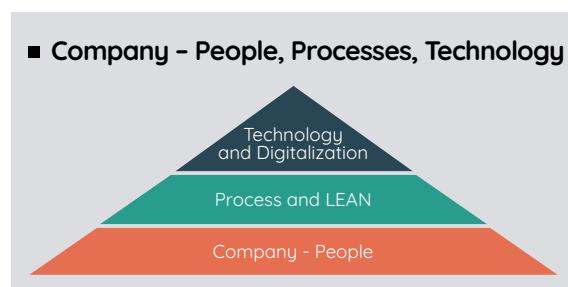 ■ Company – People, Processes, Technology
Technology
and Digitalization
Process and LEAN
Company - People